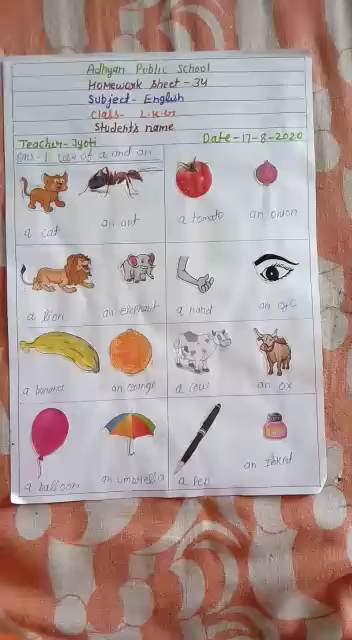 Adhyan Public School
Homework Sheet - 34
Subject - English
Class - L.K.G
Student's name
Teacher - Jyoti
Date - 17-8-2020
Ans-1 Use of a and an
a cat
an ant
a tomato
an onion
a lion
an elephant
a hand
an eye
a banana
an orange
a cow
an ox
a balloon
an umbrella
a pen
an Inkpot